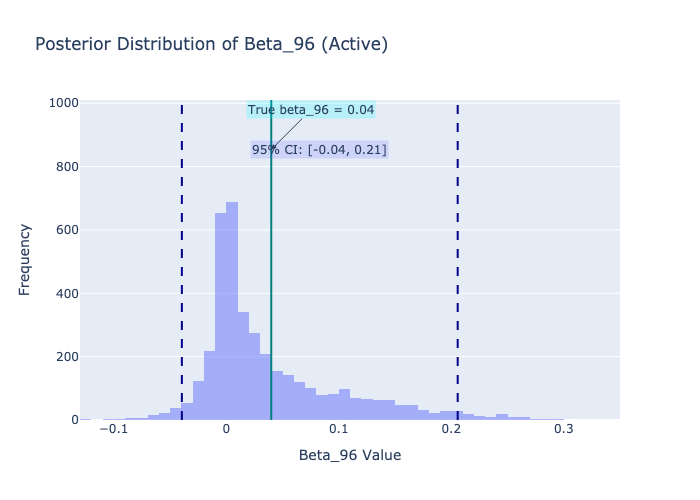 Posterior Distribution of Beta_96 (Active)
True beta_96 = 0.04
95% CI: [-0.04, 0.21]
1000
800
600
400
200
0
Frequency
−0.1 0 0.1 0.2 0.3
Beta_96 Value